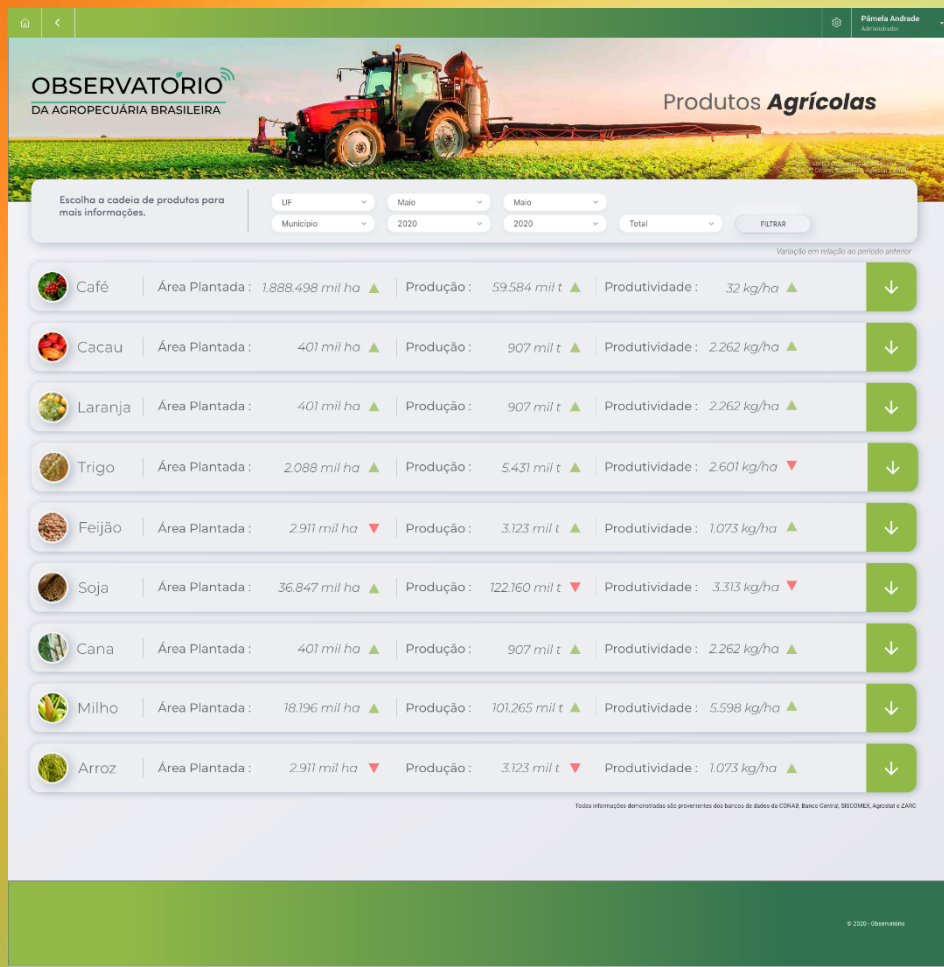 Pâmela Andrade
Administrador
OBSERVATÓRIO
DA AGROPECUÁRIA BRASILEIRA
Produtos Agrícolas
Escolha a cadeia de produtos para
mais informações.
UF Maio Maio
Município 2020 2020 Total FILTRAR
Variação em relação ao período anterior
Café Área Plantada : 1.888.498 mil ha Produção : 59.584 mil t Produtividade : 32 kg/ha
Cacau Área Plantada : 401 mil ha Produção : 907 mil t Produtividade : 2.262 kg/ha
Laranja Área Plantada : 401 mil ha Produção : 907 mil t Produtividade : 2.262 kg/ha
Trigo Área Plantada : 2.088 mil ha Produção : 5.431 mil t Produtividade : 2.601 kg/ha
Feijão Área Plantada : 2.911 mil ha Produção : 3.123 mil t Produtividade : 1.073 kg/ha
Soja Área Plantada : 36.847 mil ha Produção : 122.160 mil t Produtividade : 3.313 kg/ha
Cana Área Plantada : 401 mil ha Produção : 907 mil t Produtividade : 2.262 kg/ha
Milho Área Plantada : 18.196 mil ha Produção : 101.265 mil t Produtividade : 5.598 kg/ha
Arroz Área Plantada : 2.911 mil ha Produção : 3.123 mil t Produtividade : 1.073 kg/ha
Todas informações demonstradas são provenientes dos bancos de dados da CONAB, Banco Central, SISCOMEX, Agrostat e ZARC
© 2020 - Observatório